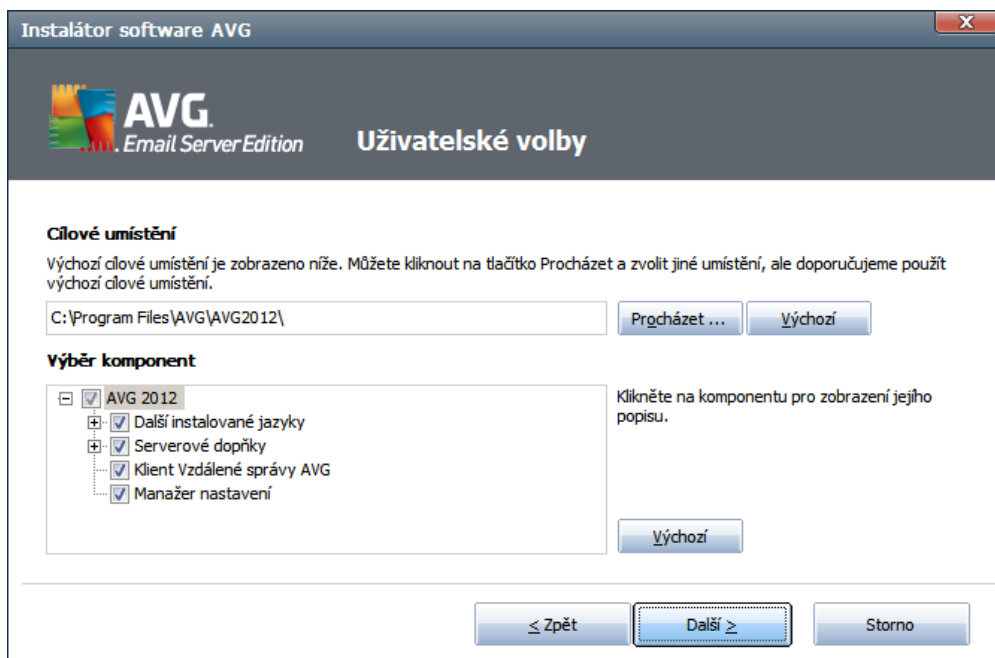 Instalátor software AVG
X
AVG.
Email Server Edition
Uživatelské volby
Cílové umístění
Výchozí cílové umístění je zobrazeno níže. Můžete kliknout na tlačítko Procházet a zvolit jiné umístění, ale doporučujeme použít
výchozí cílové umístění.
C:\Program Files\AVG\AVG2012\
Procházet ...
Výchozí
Výběr komponent
AVG 2012
Další instalované jazyky
Serverové doplňky
Klient Vzdálené správy AVG
Manažer nastavení
Klikněte na komponentu pro zobrazení jejího
popisu.
Výchozí
< Zpět
Další >
Storno